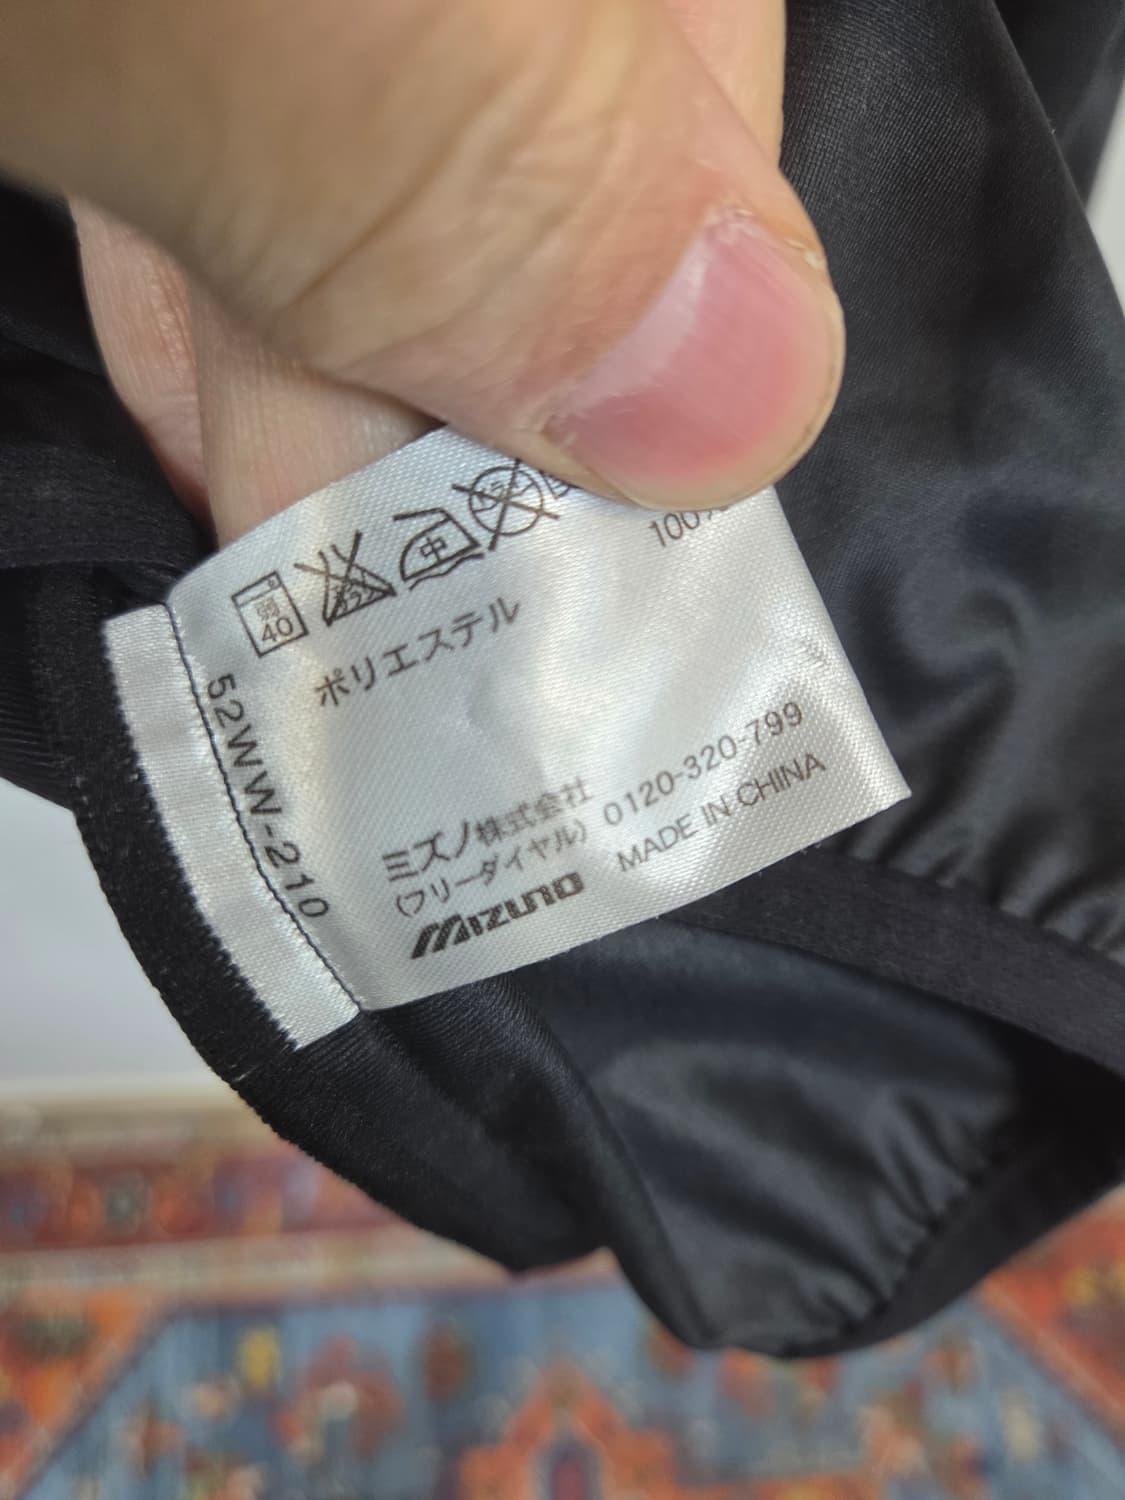 弱
40
中
100%
ポリエステル
52WW-210
ミズノ株式会社
(フリーダイヤル) 0120-320-799
MIZUNO MADE IN CHINA